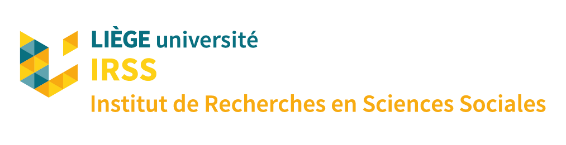 LIÈGE université
IRSS
Institut de Recherches en Sciences Sociales